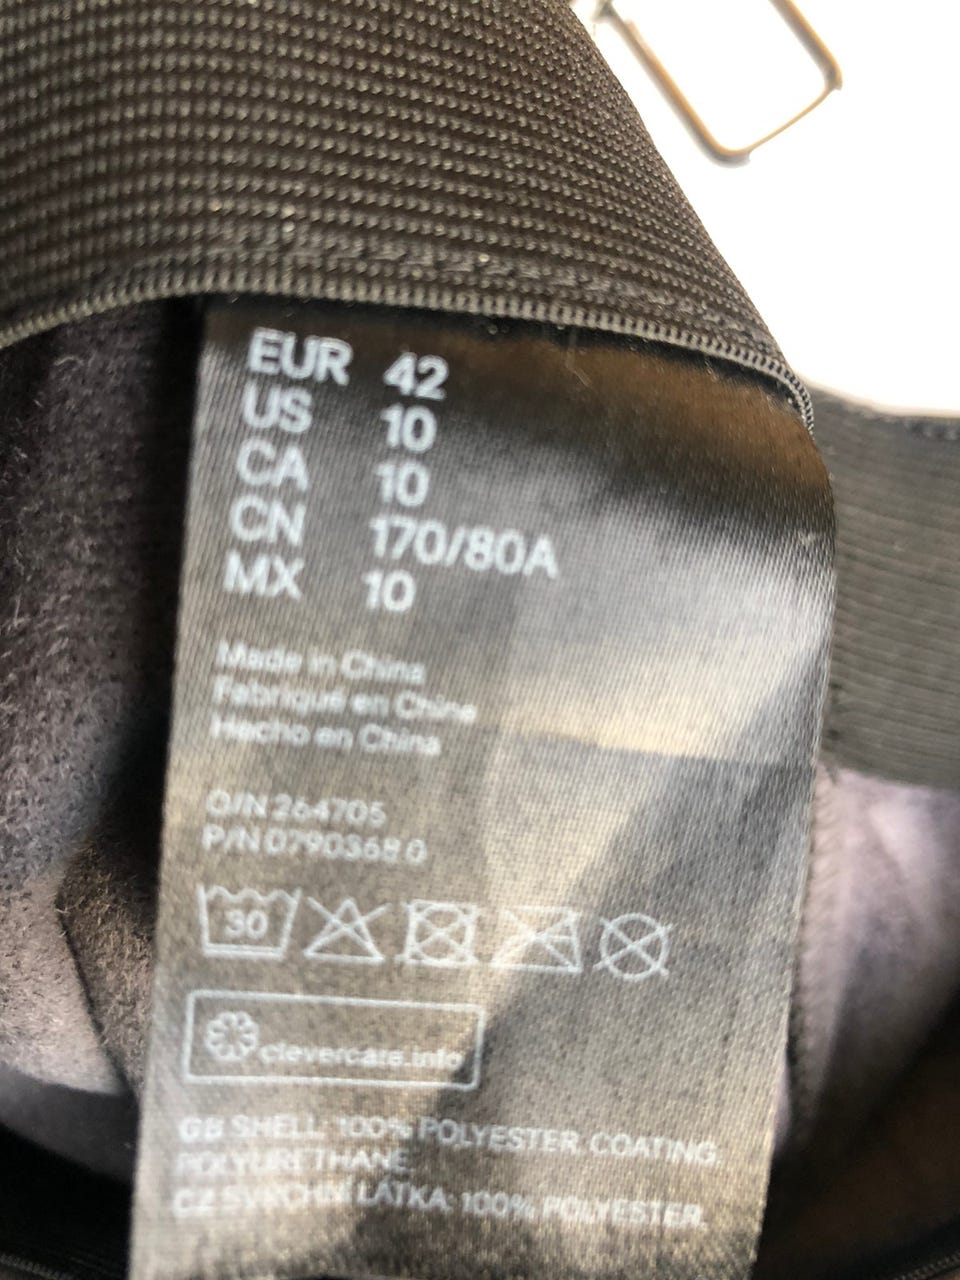 EUR 42
US 10
CA 10
CN 170/80A
MX 10
Made in China
Fabriqué en China
Hecho en China
O/N 264705
P/N 0790368 0
30
clevercare.info
GB SHELL: 100% POLYESTER. COATING:
POLYURETHANE
CZ SVRCHNÍ LÁTKA: 100% POLYESTER.